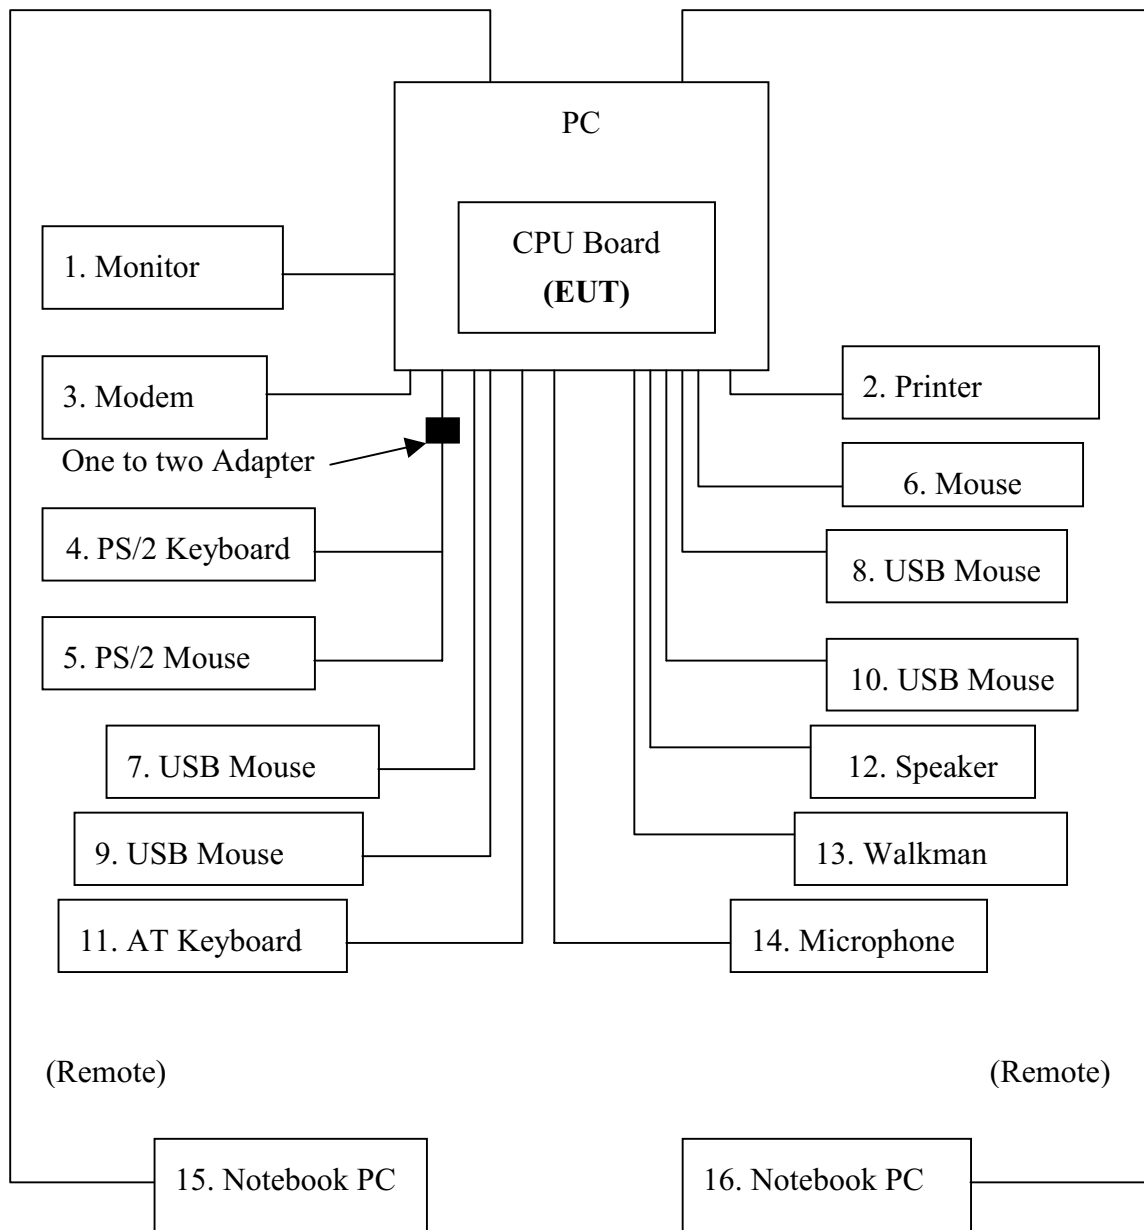 PC
CPU Board
(EUT)
1. Monitor
2. Printer
3. Modem
One to two Adapter
6. Mouse
4. PS/2 Keyboard
8. USB Mouse
5. PS/2 Mouse
10. USB Mouse
7. USB Mouse
12. Speaker
9. USB Mouse
13. Walkman
11. AT Keyboard
14. Microphone
(Remote)
(Remote)
15. Notebook PC
16. Notebook PC